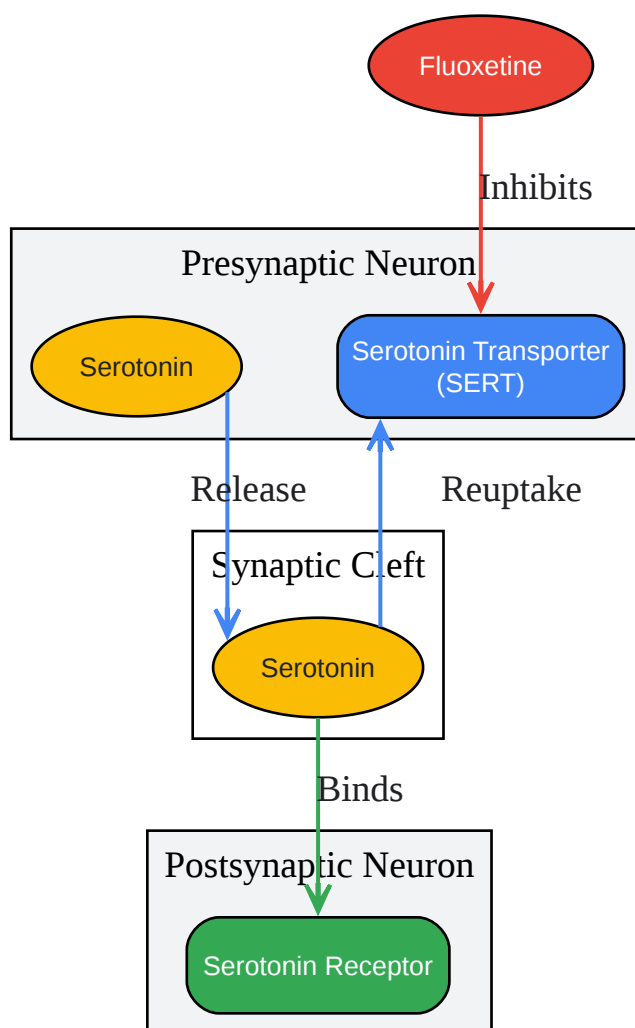 Fluoxetine
Inhibits
Presynaptic Neuron
Serotonin
Serotonin Transporter
(SERT)
Release
Reuptake
Synaptic Cleft
Serotonin
Binds
Postsynaptic Neuron
Serotonin Receptor